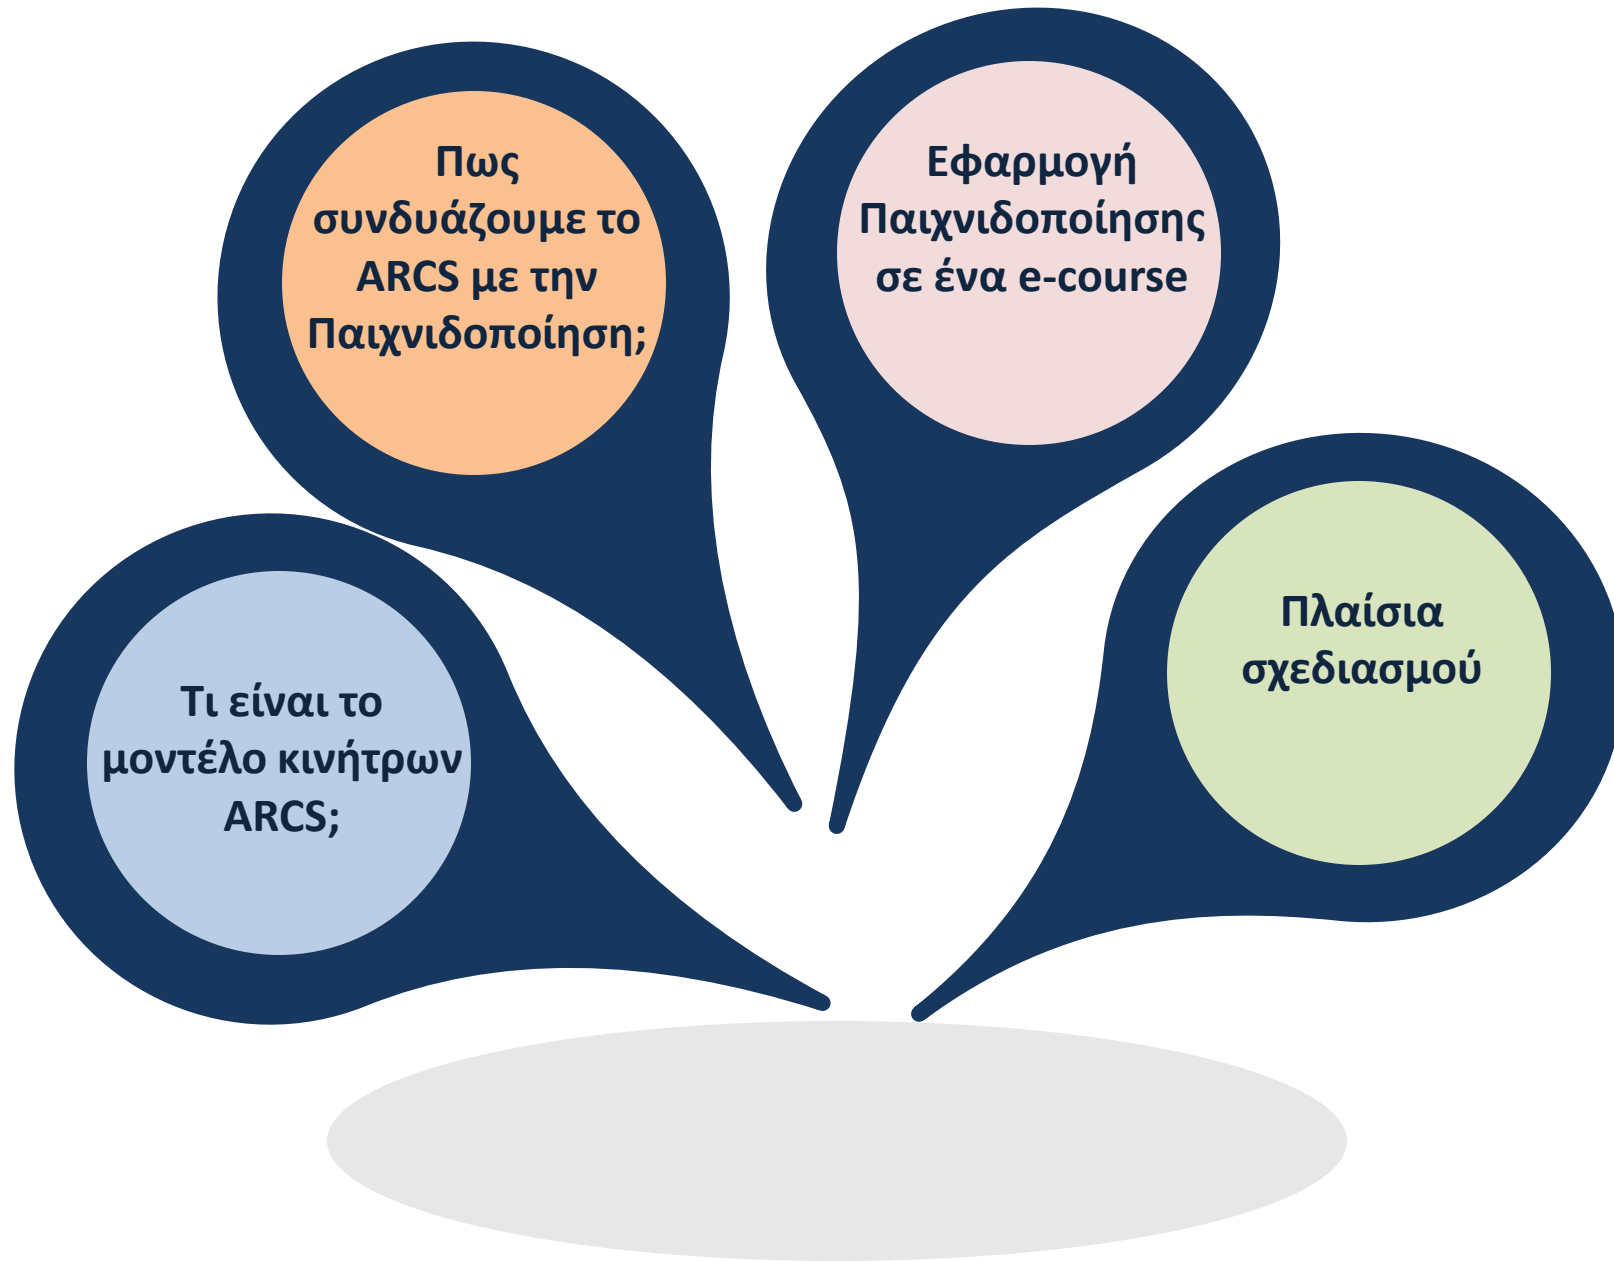 Πως
συνδυάζουμε το
ARCS με την
Παιχνιδοποίηση;
Εφαρμογή
Παιχνιδοποίησης
σε ένα e-course
Τι είναι το
μοντέλο κινήτρων
ARCS;
Πλαίσια
σχεδιασμού